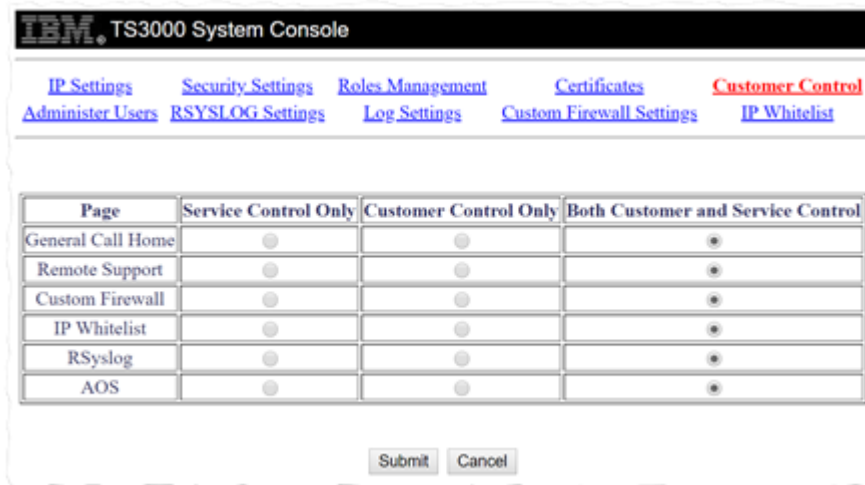 IBM. TS3000 System Console
IP Settings Security Settings Roles Management Certificates Customer Control
Administer Users RSYSLOG Settings Log Settings Custom Firewall Settings IP Whitelist
Page Service Control Only Customer Control Only Both Customer and Service Control
General Call Home
Remote Support
Custom Firewall
IP Whitelist
RSyslog
AOS
Submit Cancel